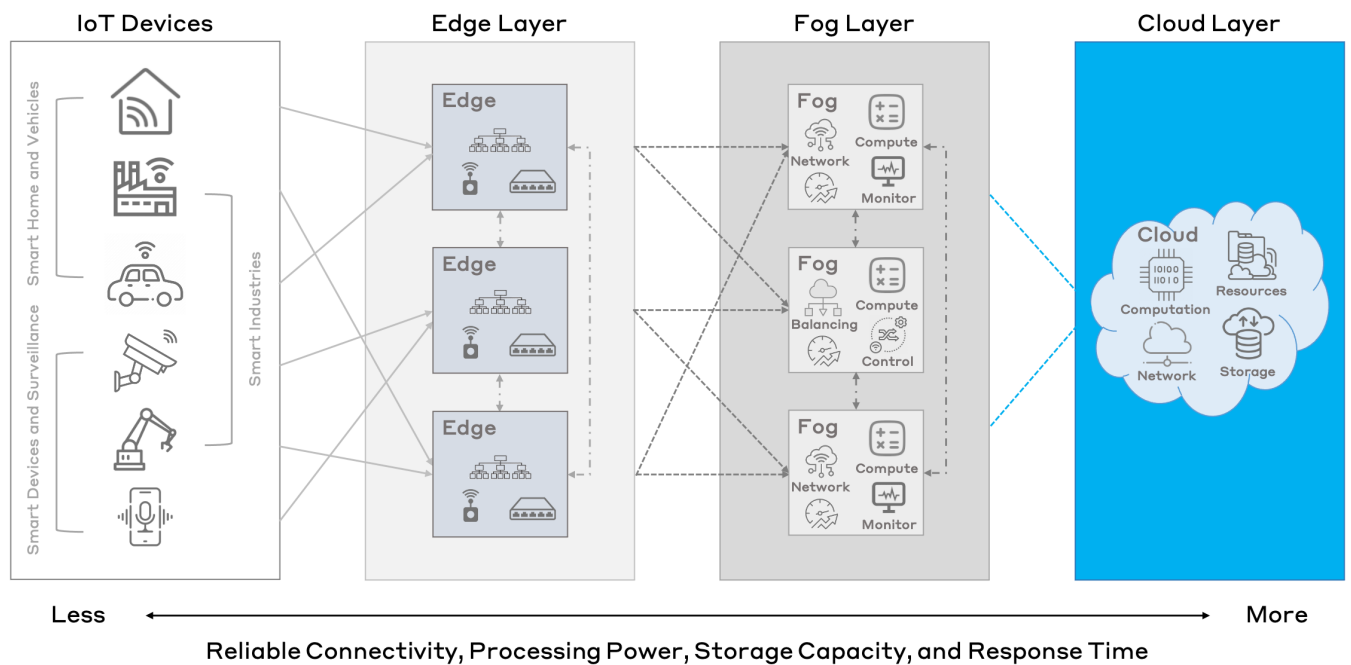 IoT Devices
Smart Home and Vehicles
Smart Devices and Surveillance
Smart Industries
Edge Layer
Edge
Edge
Edge
Fog Layer
Fog
Compute
Network
Monitor
Fog
Compute
Balancing
Control
Fog
Compute
Network
Monitor
Cloud Layer
Cloud
10100
11010
Computation
Resources
Network
Storage
Less
More
Reliable Connectivity, Processing Power, Storage Capacity, and Response Time